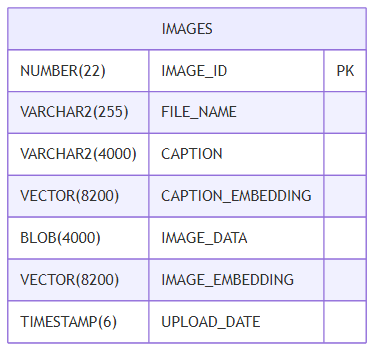 IMAGES
NUMBER(22) IMAGE_ID PK
VARCHAR2(255) FILE_NAME
VARCHAR2(4000) CAPTION
VECTOR(8200) CAPTION_EMBEDDING
BLOB(4000) IMAGE_DATA
VECTOR(8200) IMAGE_EMBEDDING
TIMESTAMP(6) UPLOAD_DATE